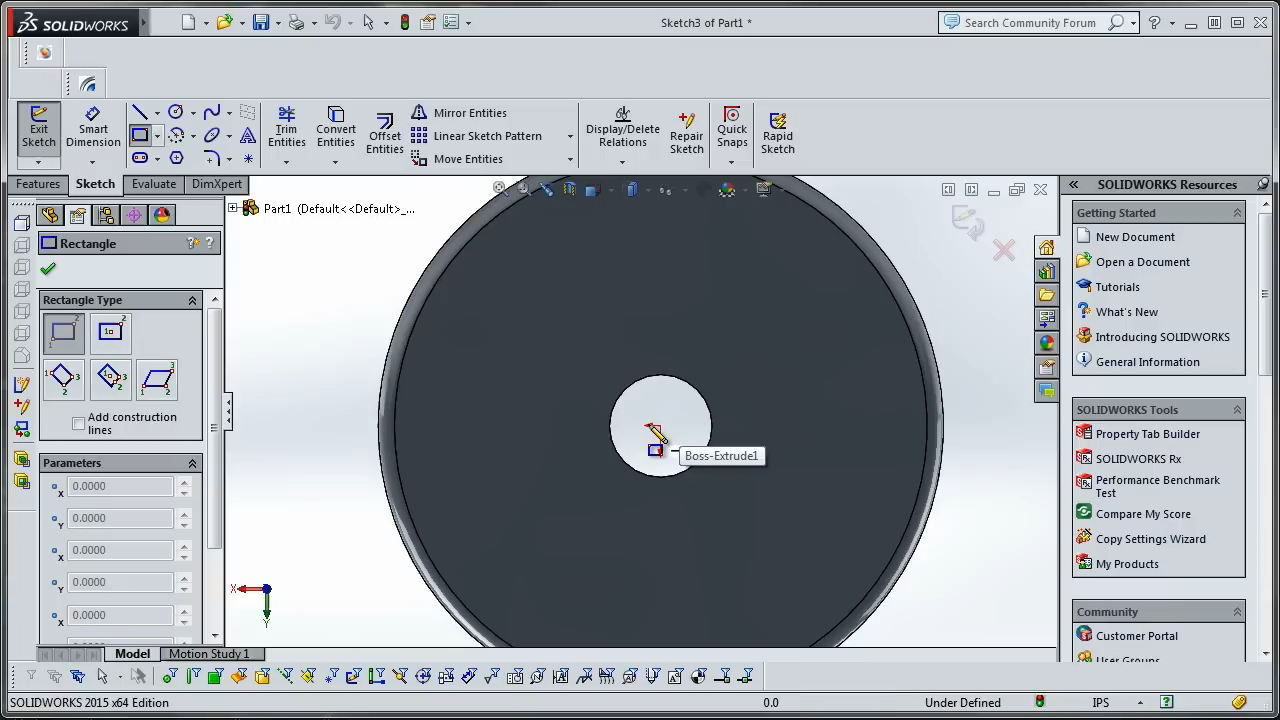 SOLIDWORKS
Sketch3 of Part1 *
Search Community Forum
Exit Sketch
Smart Dimension
Trim Entities
Convert Entities
Offset Entities
Mirror Entities
Linear Sketch Pattern
Move Entities
Display/Delete Relations
Repair Sketch
Quick Snaps
Rapid Sketch
Features
Sketch
Evaluate
DimXpert
Part1 (Default<<Default>_...
Rectangle
Rectangle Type
Add construction lines
Parameters
0.0000
0.0000
0.0000
0.0000
0.0000
Boss-Extrude1
X
Y
SOLIDWORKS Resources
Getting Started
New Document
Open a Document
Tutorials
What's New
Introducing SOLIDWORKS
General Information
SOLIDWORKS Tools
Property Tab Builder
SOLIDWORKS Rx
Performance Benchmark Test
Compare My Score
Copy Settings Wizard
My Products
Community
Customer Portal
User Groups
Model
Motion Study 1
SOLIDWORKS 2015 x64 Edition
0.0
Under Defined
IPS